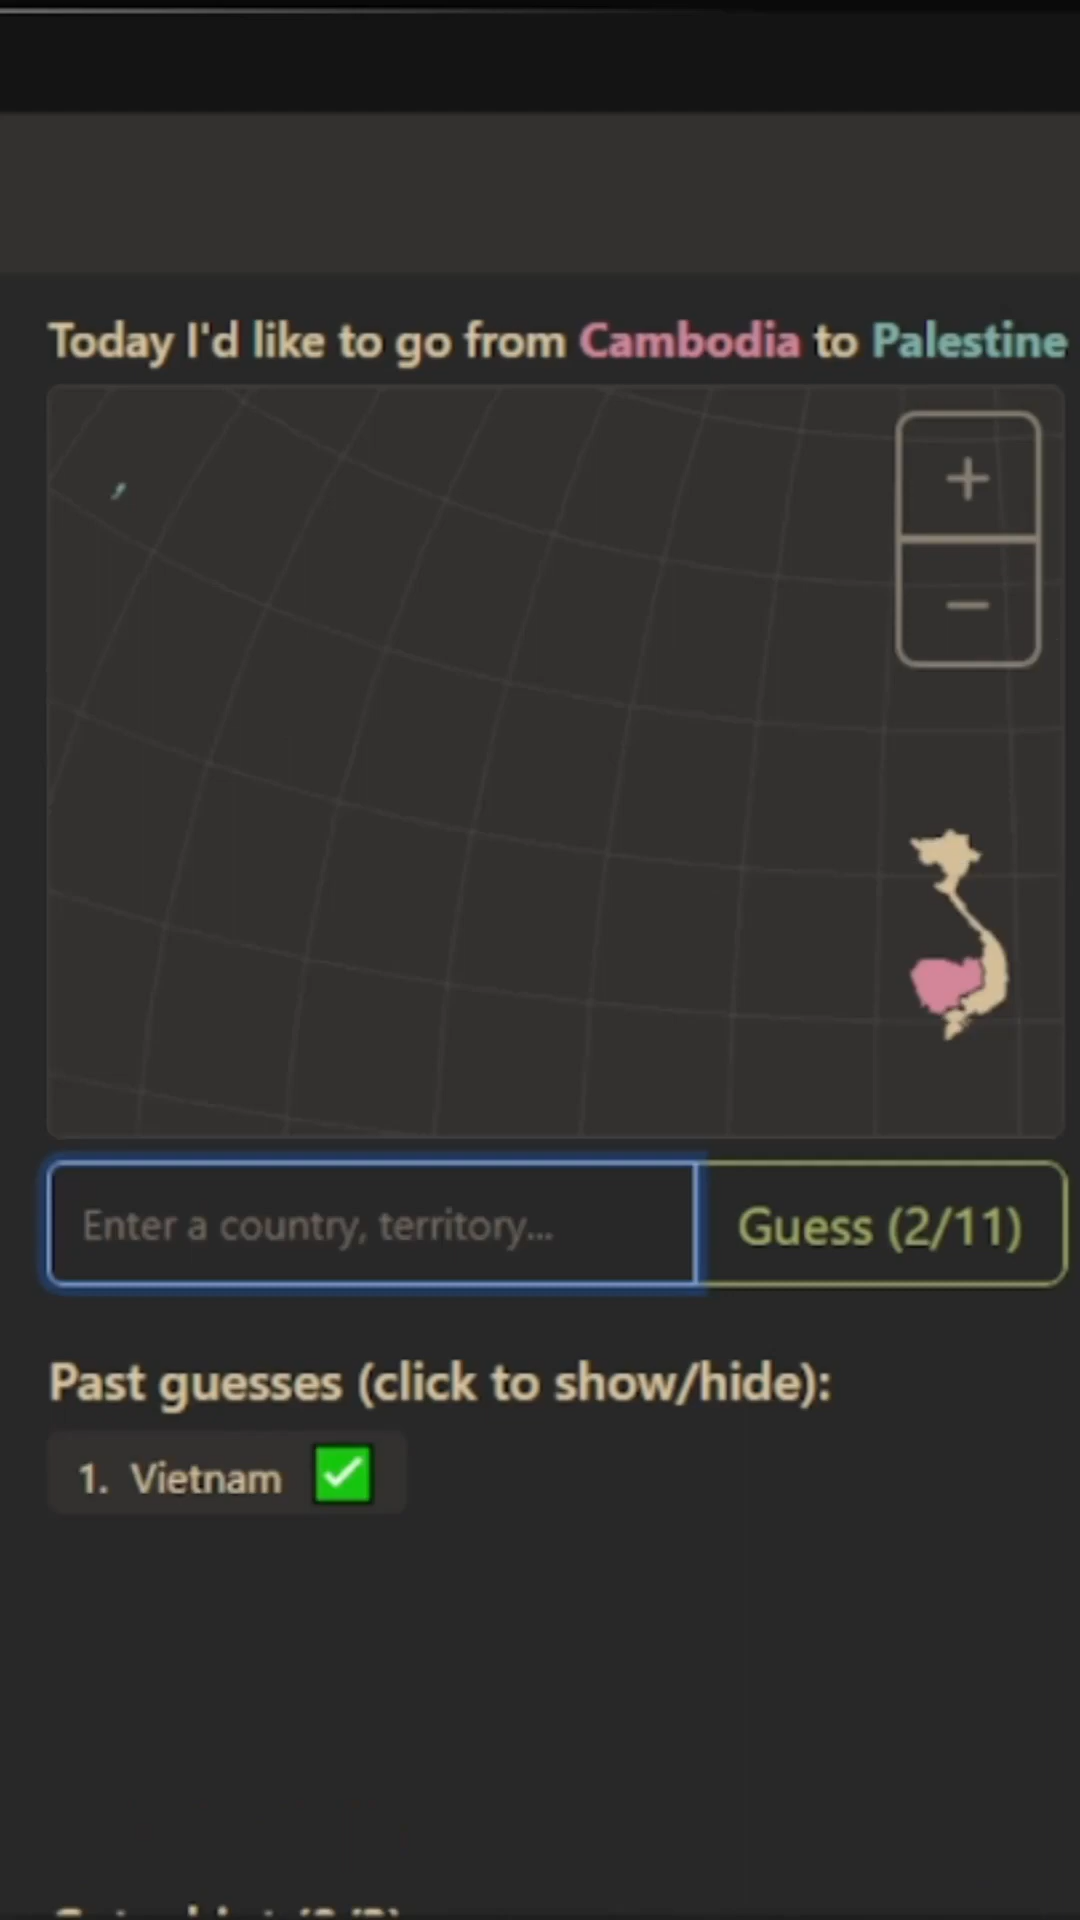 Today I'd like to go from Cambodia to Palestine
+
−
Enter a country, territory...
Guess (2/11)
Past guesses (click to show/hide):
1. Vietnam ✅